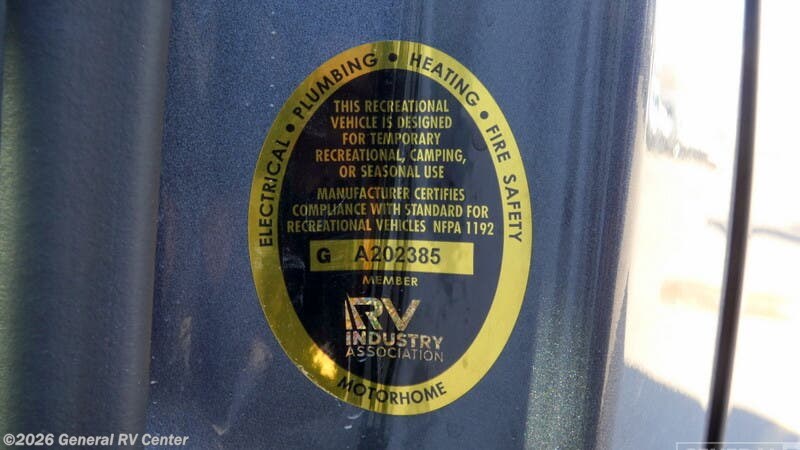 ELECTRICAL • PLUMBING • HEATING • FIRE SAFETY
THIS RECREATIONAL
VEHICLE IS DESIGNED
FOR TEMPORARY
RECREATIONAL, CAMPING,
OR SEASONAL USE
MANUFACTURER CERTIFIES
COMPLIANCE WITH STANDARD FOR
RECREATIONAL VEHICLES NFPA 1192
G A202385
MEMBER
RV
INDUSTRY
ASSOCIATION
MOTORHOME
©2026 General RV Center